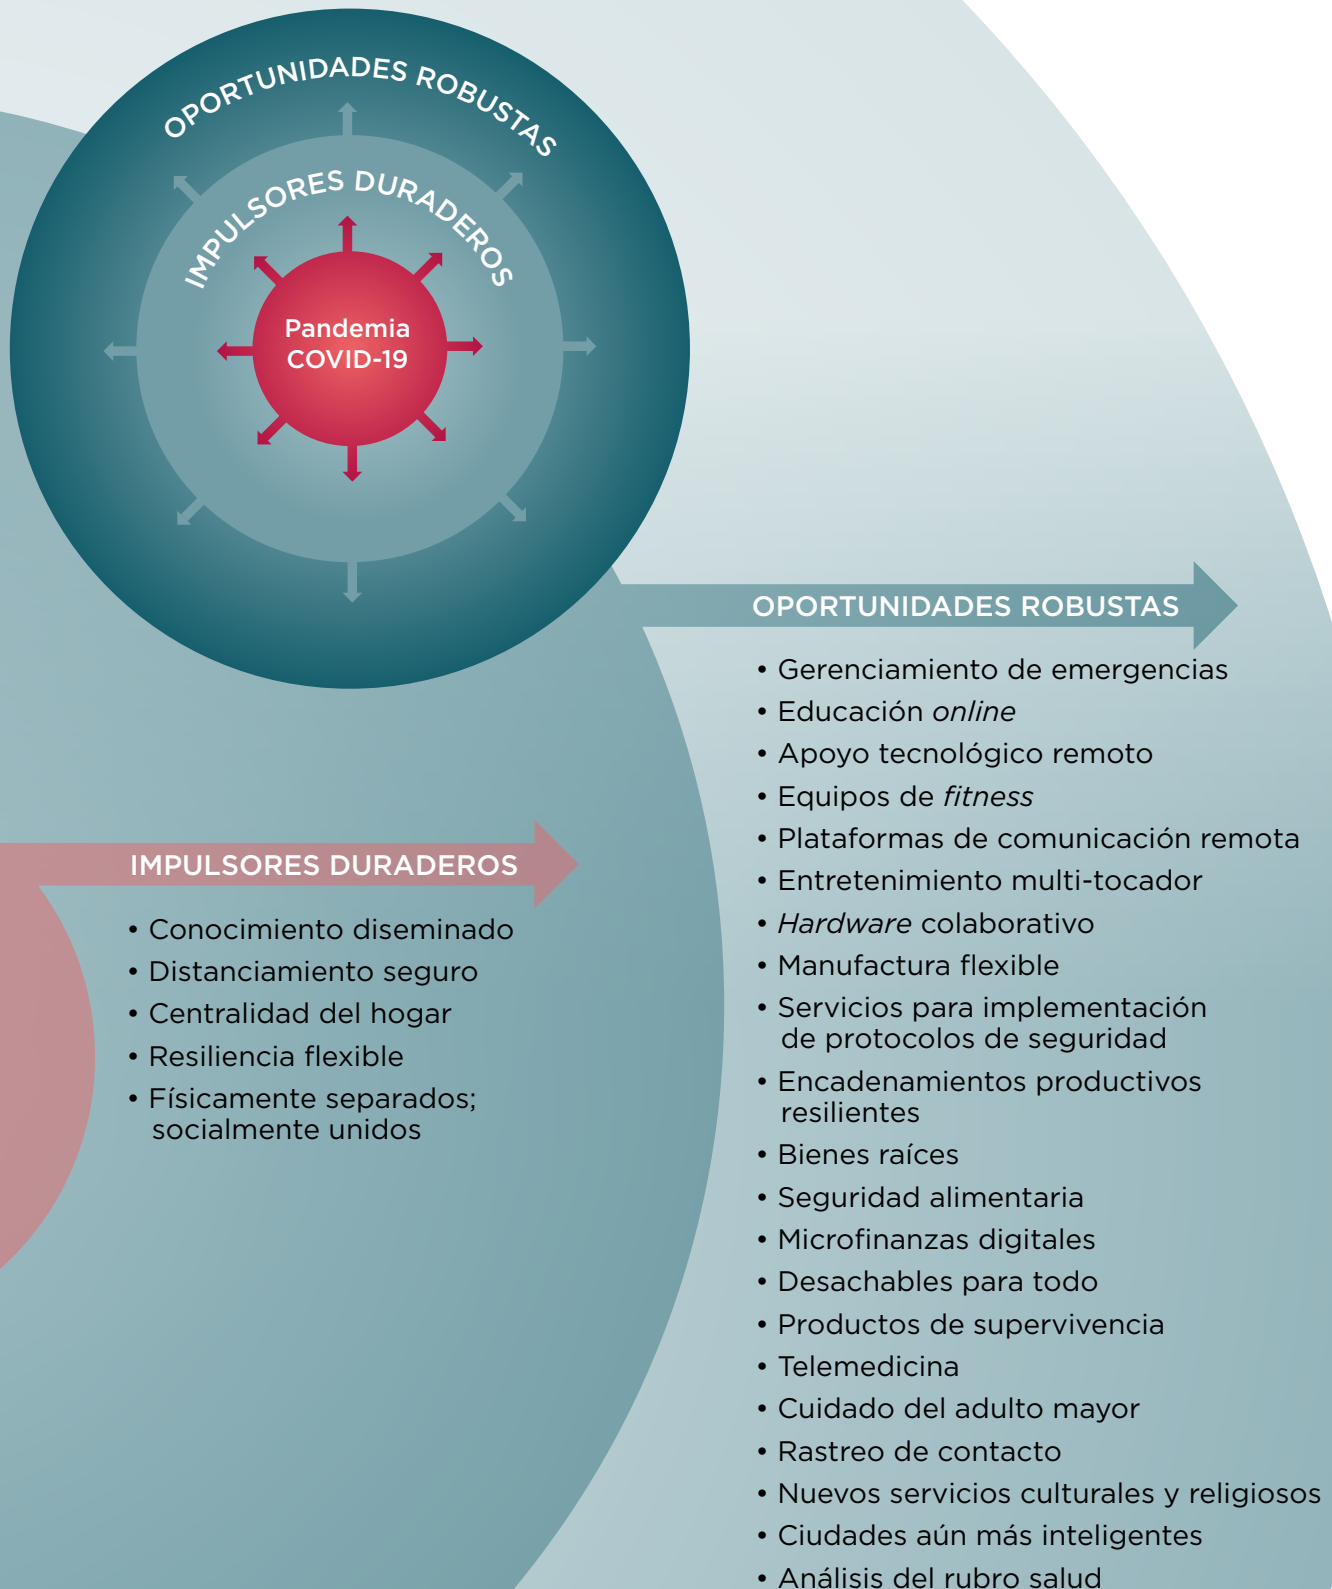 OPORTUNIDADES ROBUSTAS
IMPULSORES DURADEROS
Pandemia
COVID-19
OPORTUNIDADES ROBUSTAS
• Gerenciamiento de emergencias
• Educación online
• Apoyo tecnológico remoto
• Equipos de fitness
• Plataformas de comunicación remota
• Entretenimiento multi-tocador
• Hardware colaborativo
• Manufactura flexible
• Servicios para implementación
de protocolos de seguridad
• Encadenamientos productivos
resilientes
• Bienes raíces
• Seguridad alimentaria
• Microfinanzas digitales
• Desachables para todo
• Productos de supervivencia
• Telemedicina
• Cuidado del adulto mayor
• Rastreo de contacto
• Nuevos servicios culturales y religiosos
• Ciudades aún más inteligentes
• Análisis del rubro salud
IMPULSORES DURADEROS
• Conocimiento diseminado
• Distanciamiento seguro
• Centralidad del hogar
• Resiliencia flexible
• Físicamente separados;
socialmente unidos